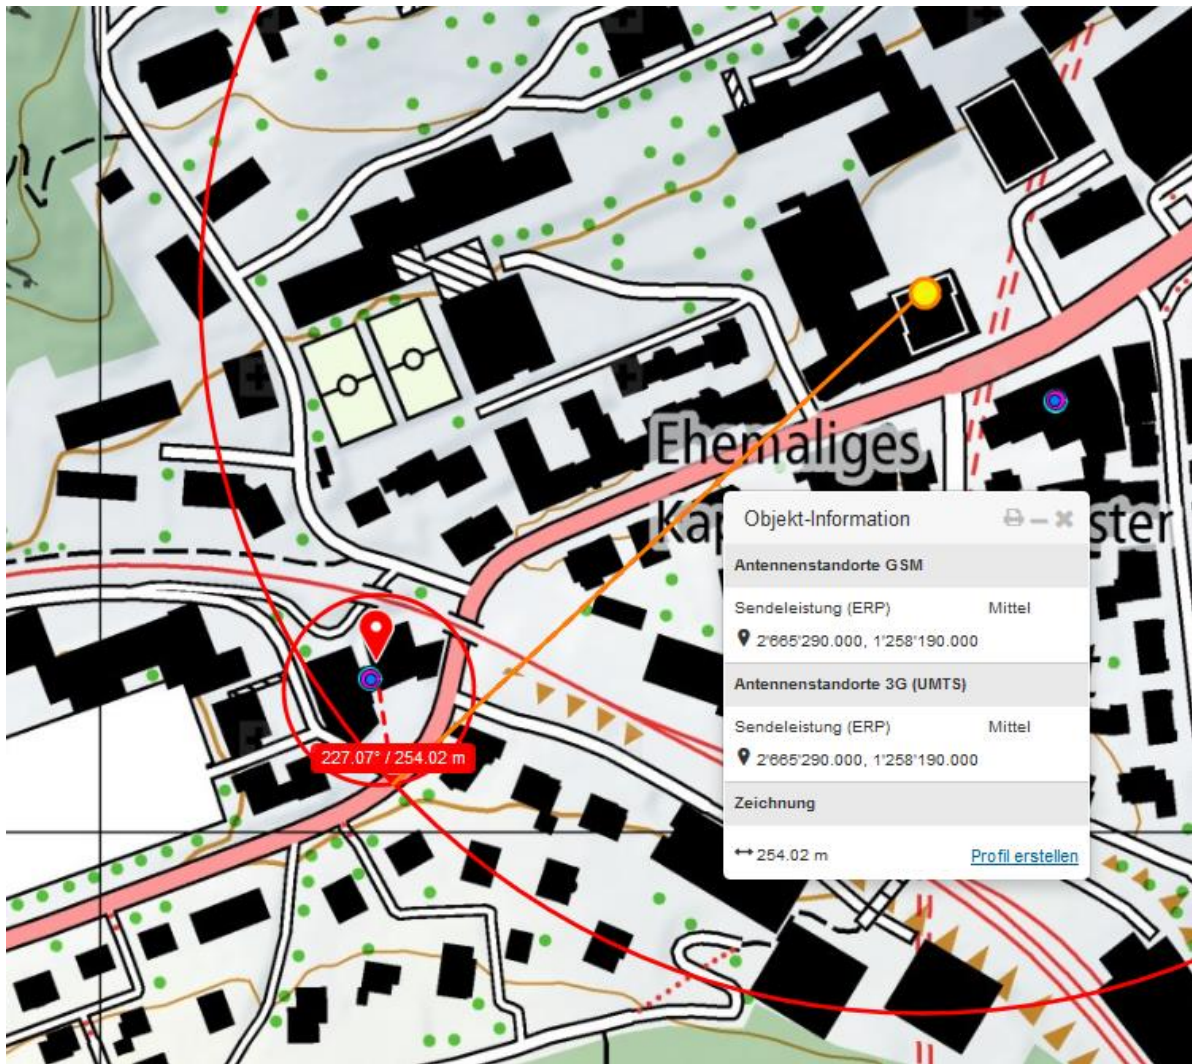 Ehemaliges
Kap
ster
Objekt-Information
Antennenstandorte GSM
Sendeleistung (ERP) Mittel
2'665'290.000, 1'258'190.000
Antennenstandorte 3G (UMTS)
Sendeleistung (ERP) Mittel
2'665'290.000, 1'258'190.000
Zeichnung
254.02 m Profil erstellen
227.07° / 254.02 m